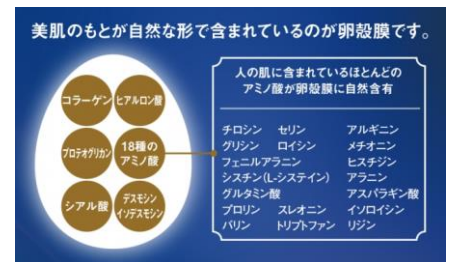 美肌のもとが自然な形で含まれているのが卵殻膜です。
コラーゲン
ヒアルロン酸
プロテオグリカン
18種の
アミノ酸
シアル酸
デスモシン
イソデスモシン
人の肌に含まれているほとんどの
アミノ酸が卵殻膜に自然含有
チロシン セリン アルギニン
グリシン ロイシン メチオニン
フェニルアラニン ヒスチジン
シスチン(L-システイン) アラニン
グルタミン酸 アスパラギン酸
プロリン スレオニン イソロイシン
バリン トリプトファン リジン